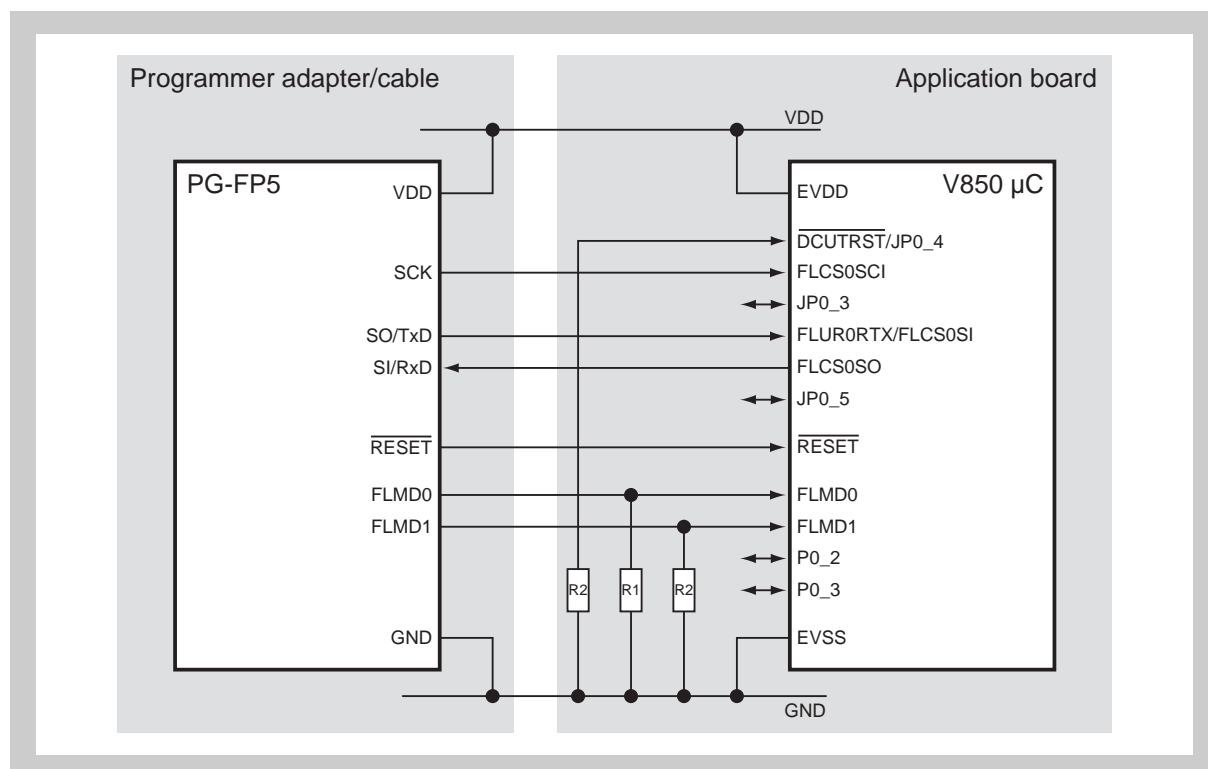 Programmer adapter/cable
Application board
VDD
PG-FP5
V850 µC
VDD
EVDD
DCUTRST/JP0_4
SCK
FLCS0SCI
JP0_3
SO/TxD
FLUR0RTX/FLCS0SI
SI/RxD
FLCS0SO
JP0_5
RESET
RESET
FLMD0
FLMD0
FLMD1
FLMD1
P0_2
R2
R1
R2
P0_3
GND
EVSS
GND